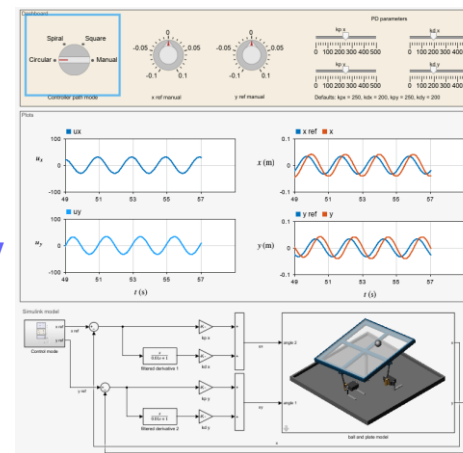 Dashboard
PD parameters
Spiral Square
Circular Manual
Controller path mode
-0.1 -0.05 0 0.05 0.1
x ref manual
-0.1 -0.05 0 0.05 0.1
y ref manual
kp x
0 100 200 300 400 500
kd x
0 100 200 300 400
kp y
0 100 200 300 400 500
kd y
0 100 200 300 400
Defaults: kpx = 250, kdx = 200, kpy = 250, kdy = 200
Plots
ux
100
0
-100
49 51 53 55 57
x ref x
x (m)
0.1
0
-0.1
49 51 53 55 57
uy
100
0
-100
49 51 53 55 57
t (s)
y ref y
y (m)
0.1
0
-0.1
49 51 53 55 57
t (s)
Simulink model
Control mode
x ref
y ref
x ref
y ref
kp x
filtered derivative 1
kd x
kp y
filtered derivative 2
kd y
angle 2
angle 1
ball and plate model